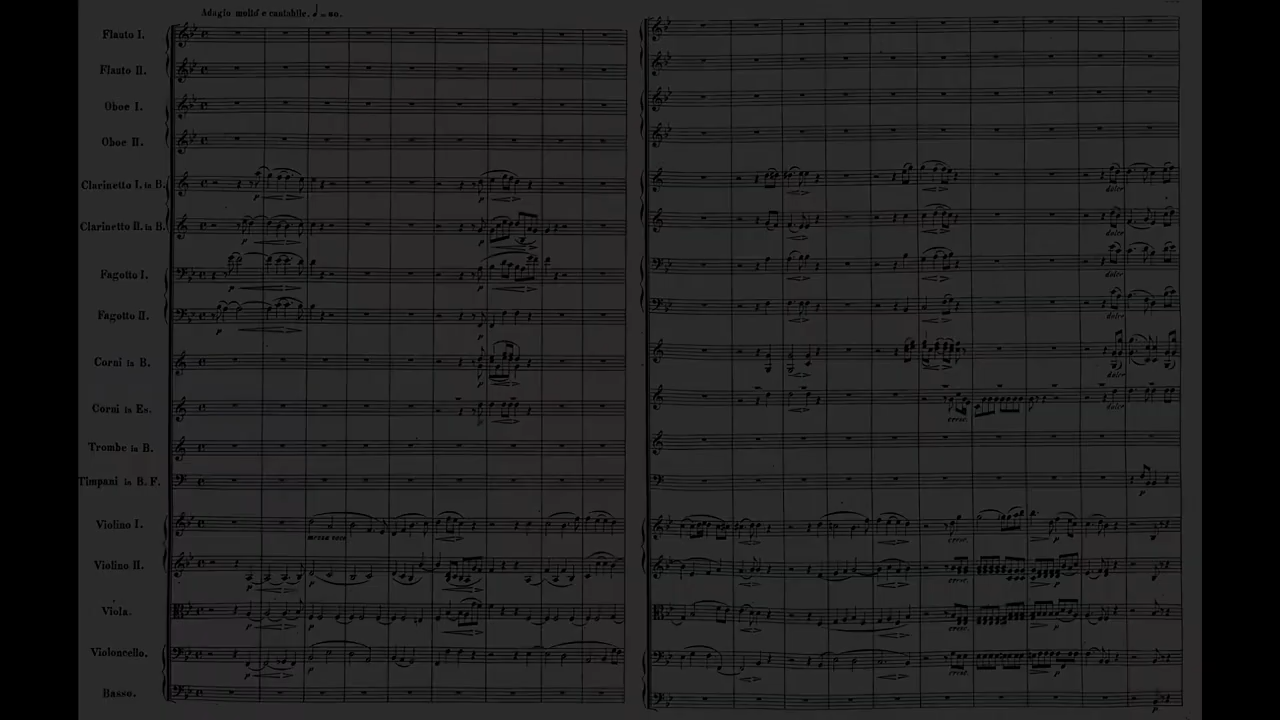 Adagio molto e cantabile. ♩ = 60.
Flauto I.
Flauto II.
Oboe I.
Oboe II.
Clarinetto I. in B.
p
dolce
Clarinetto II. in B.
p
dolce
Fagotto I.
p
p
dolce
Fagotto II.
p
p
dolce
Corni in B.
p
dolce
Corni in Es.
p
cresc.
dolce
Trombe in B.
Timpani in B. F.
p
Violino I.
mezza voce
cresc.
p
Violino II.
p
p
cresc.
p
Viola.
p
p
cresc.
p
Violoncello.
p
p
cresc.
p
Basso.
p